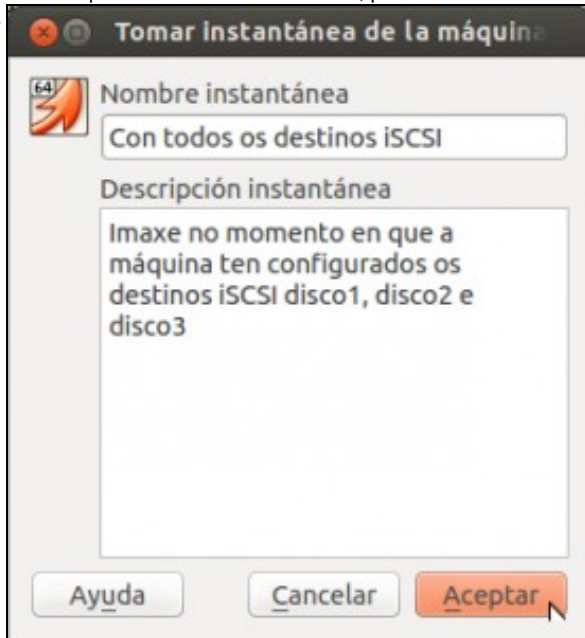 Tomar instantánea de la máquina
64
Nombre instantánea
Con todos os destinos iSCSI
Descripción instantánea
Imaxe no momento en que a
máquina ten configurados os
destinos iSCSI disco1, disco2 e
disco3
Ayuda
Cancelar
Aceptar